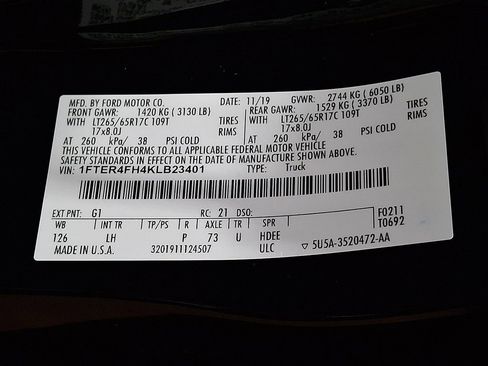 MFD. BY FORD MOTOR CO.
DATE: 11/19 GVWR: 2744 KG (6050 LB)
FRONT GAWR: 1420 KG (3130 LB) REAR GAWR: 1529 KG (3370 LB)
WITH LT265/65R17C 109T TIRES WITH LT265/65R17C 109T TIRES
17x8.0J RIMS 17x8.0J RIMS
AT 260 kPa/ 38 PSI COLD AT 260 kPa/ 38 PSI COLD
THIS VEHICLE CONFORMS TO ALL APPLICABLE FEDERAL MOTOR VEHICLE
SAFETY STANDARDS IN EFFECT ON THE DATE OF MANUFACTURE SHOWN ABOVE.
VIN: 1FTER4FH4KLB23401 TYPE: Truck
EXT PNT: G1 RC: 21 DSO: F0211
WB INT TR TP/PS R AXLE TR SPR T0692
126 LH P 73 U HDEE
MADE IN U.S.A. 3201911124507 ULC ▽ 5U5A-3520472-AA